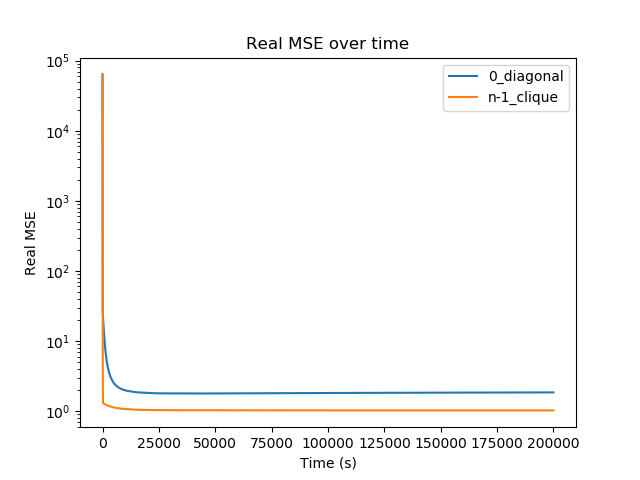 Real MSE over time
0_diagonal
n-1_clique
Real MSE
10^5
10^4
10^3
10^2
10^1
10^0
0 25000 50000 75000 100000 125000 150000 175000 200000
Time (s)